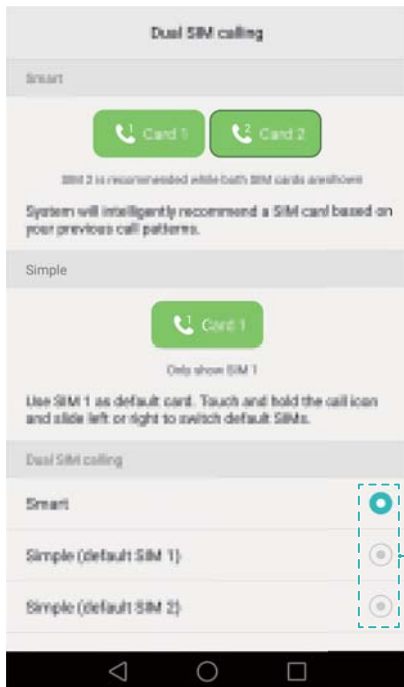 Dual SIM calling
Smart
1 Card 1
2 Card 2
SIM 2 is recommended while both SIM cards are shown
System will intelligently recommend a SIM card based on
your previous call patterns.
Simple
1 Card 1
Only show SIM 1
Use SIM 1 as default card. Touch and hold the call icon
and slide left or right to switch default SIMs.
Dual SIM calling
Smart
Simple (default SIM 1)
Simple (default SIM 2)